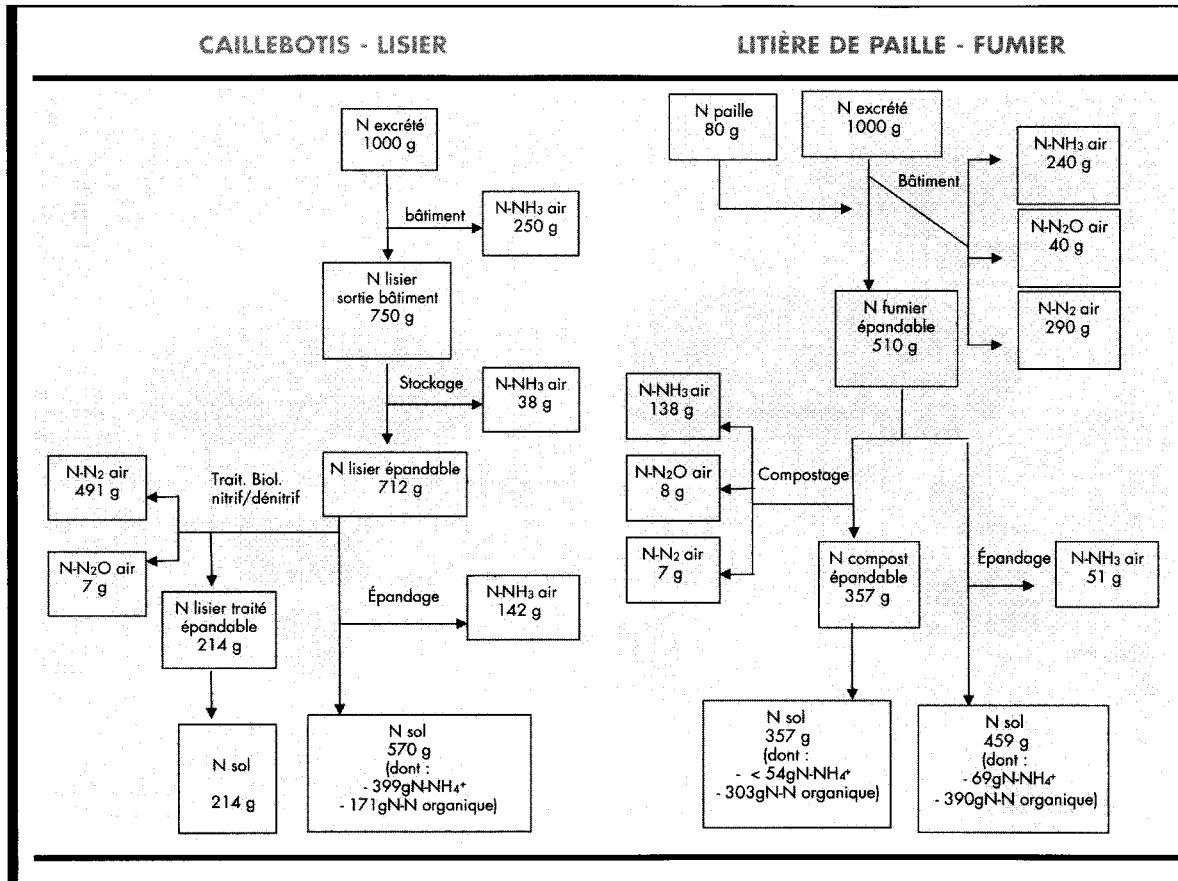 CAILLEBOTIS - LISIER
N excrété
1000 g
bâtiment
N-NH₃ air
250 g
N lisier
sortie bâtiment
750 g
Stockage
N-NH₃ air
38 g
N lisier épandable
712 g
Trait. Biol.
nitrif/dénitrif
N-N₂ air
491 g
N-N₂O air
7 g
N lisier traité
épandable
214 g
Épandage
N-NH₃ air
142 g
N sol
214 g
N sol
570 g
(dont :
- 399gN-NH₄⁺
- 171gN-N organique)
LITIÈRE DE PAILLE - FUMIER
N paille
80 g
N excrété
1000 g
Bâtiment
N-NH₃ air
240 g
N-N₂O air
40 g
N-N₂ air
290 g
N fumier
épandable
510 g
N-NH₃ air
138 g
N-N₂O air
8 g
N-N₂ air
7 g
Compostage
N compost
épandable
357 g
Épandage
N-NH₃ air
51 g
N sol
357 g
(dont :
- < 54gN-NH₄⁺
- 303gN-N organique)
N sol
459 g
(dont :
- 69gN-NH₄⁺
- 390gN-N organique)